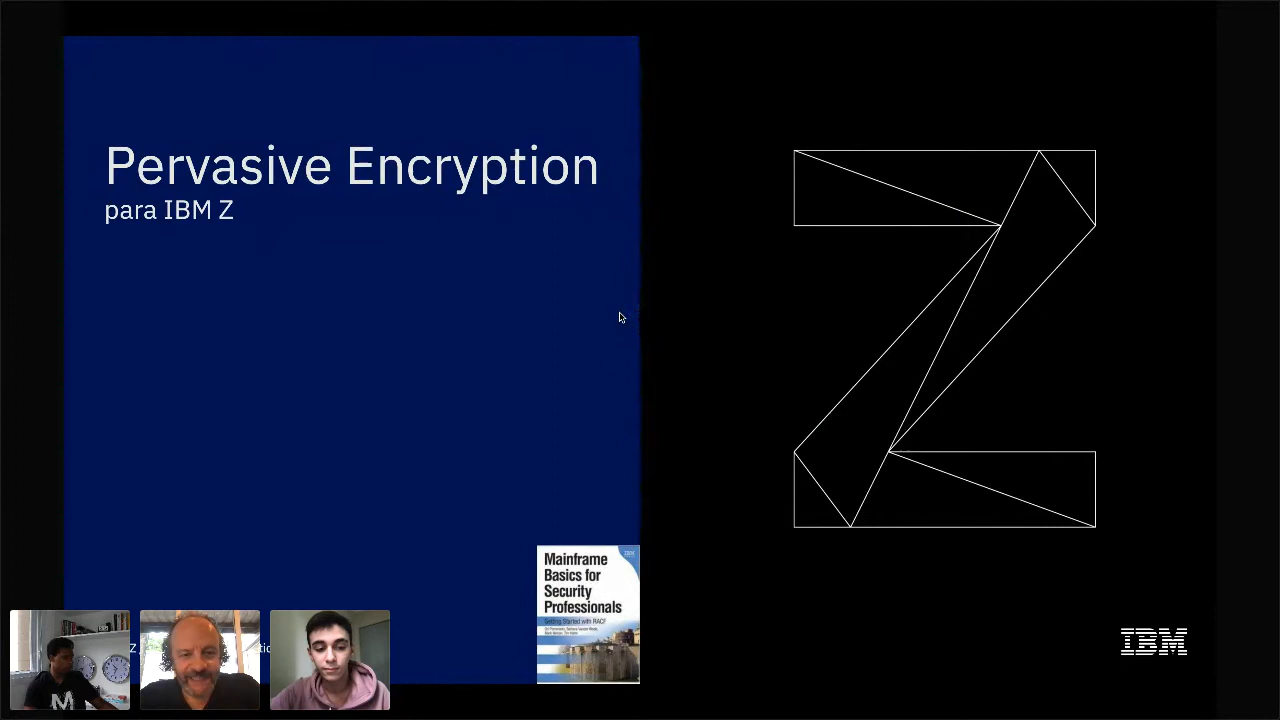 Pervasive Encryption
para IBM Z
Mainframe
Basics for
Security
Professionals
Getting Started with RACF
Z
M
IBM